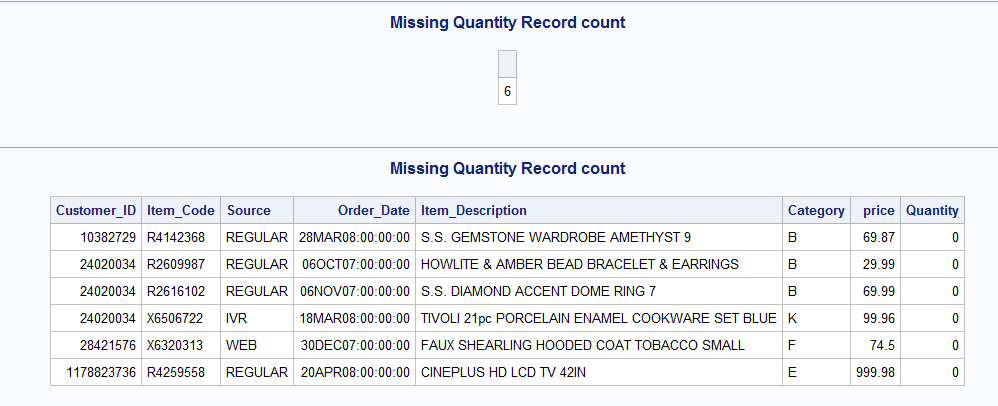 Missing Quantity Record count
6
Missing Quantity Record count
Customer_ID Item_Code Source Order_Date Item_Description Category price Quantity
10382729 R4142368 REGULAR 28MAR08:00:00:00 S.S. GEMSTONE WARDROBE AMETHYST 9 B 69.87 0
24020034 R2609987 REGULAR 06OCT07:00:00:00 HOWLITE & AMBER BEAD BRACELET & EARRINGS B 29.99 0
24020034 R2616102 REGULAR 06NOV07:00:00:00 S.S. DIAMOND ACCENT DOME RING 7 B 69.99 0
24020034 X6506722 IVR 18MAR08:00:00:00 TIVOLI 21pc PORCELAIN ENAMEL COOKWARE SET BLUE K 99.96 0
28421576 X6320313 WEB 30DEC07:00:00:00 FAUX SHEARLING HOODED COAT TOBACCO SMALL F 74.5 0
1178823736 R4259558 REGULAR 20APR08:00:00:00 CINEPLUS HD LCD TV 42IN E 999.98 0